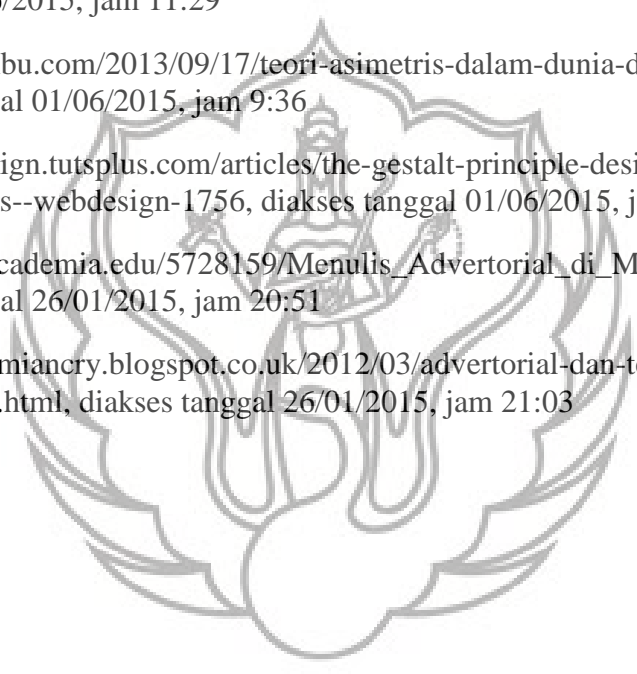 /2015, jam 11:29
bu.com/2013/09/17/teori-asimetris-dalam-dunia-d
al 01/06/2015, jam 9:36
ign.tutsplus.com/articles/the-gestalt-principle-desi
s--webdesign-1756, diakses tanggal 01/06/2015, j
cademia.edu/5728159/Menulis_Advertorial_di_M
al 26/01/2015, jam 20:51
miancry.blogspot.co.uk/2012/03/advertorial-dan-te
.html, diakses tanggal 26/01/2015, jam 21:03